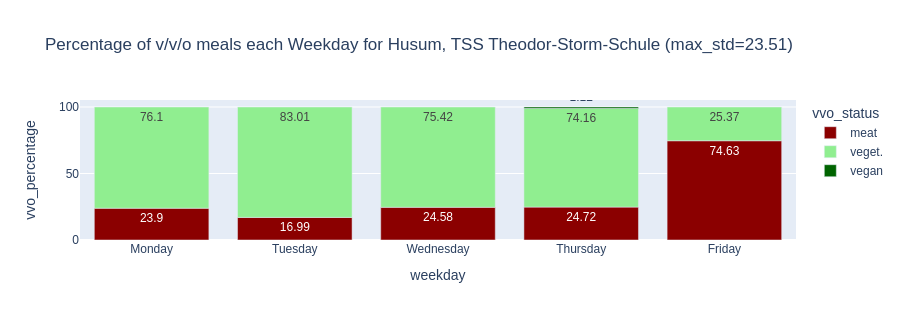 Percentage of v/v/o meals each Weekday for Husum, TSS Theodor-Storm-Schule (max_std=23.51)
vvo_percentage
100
50
0
76.1
83.01
75.42
74.16
25.37
23.9
16.99
24.58
24.72
74.63
Monday
Tuesday
Wednesday
Thursday
Friday
weekday
vvo_status
meat
veget.
vegan